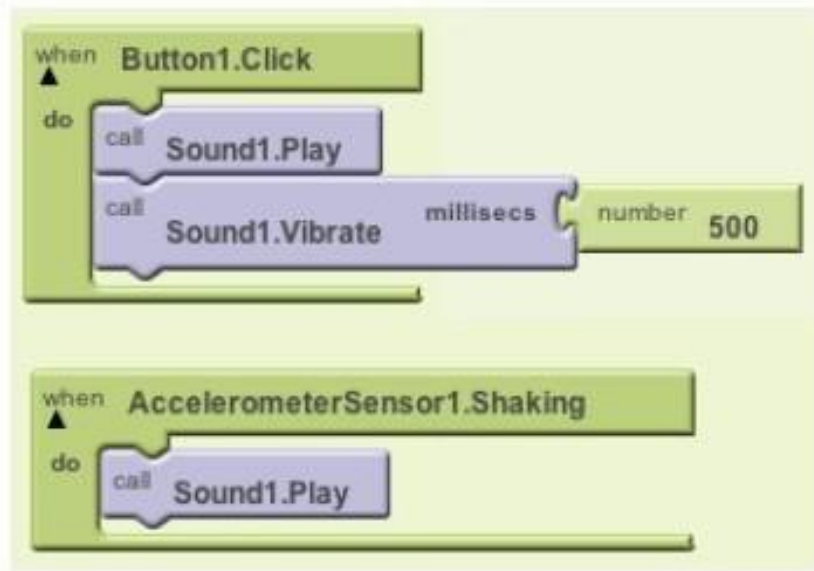 when Button1.Click
do
call Sound1.Play
call Sound1.Vibrate millisecs number 500
when AccelerometerSensor1.Shaking
do
call Sound1.Play